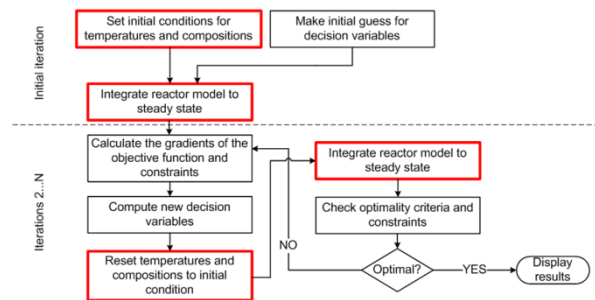 Initial iteration
Set initial conditions for
temperatures and compositions
Make initial guess for
decision variables
Integrate reactor model to
steady state
Iterations 2...N
Calculate the gradients of the
objective function and
constraints
Compute new decision
variables
Reset temperatures and
compositions to initial
condition
Integrate reactor model to
steady state
Check optimality criteria and
constraints
NO
Optimal?
YES
Display
results